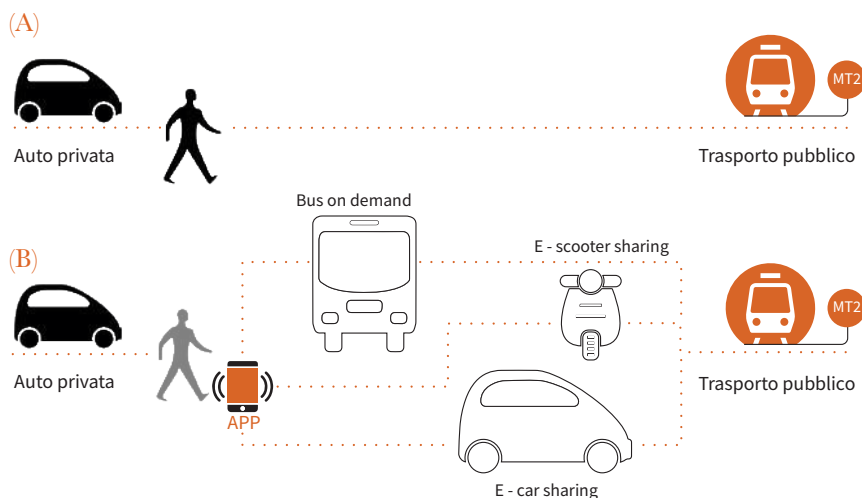 (A)
MT2
Auto privata
Trasporto pubblico
Bus on demand
(B)
E - scooter sharing
MT2
Auto privata
Trasporto pubblico
APP
E - car sharing